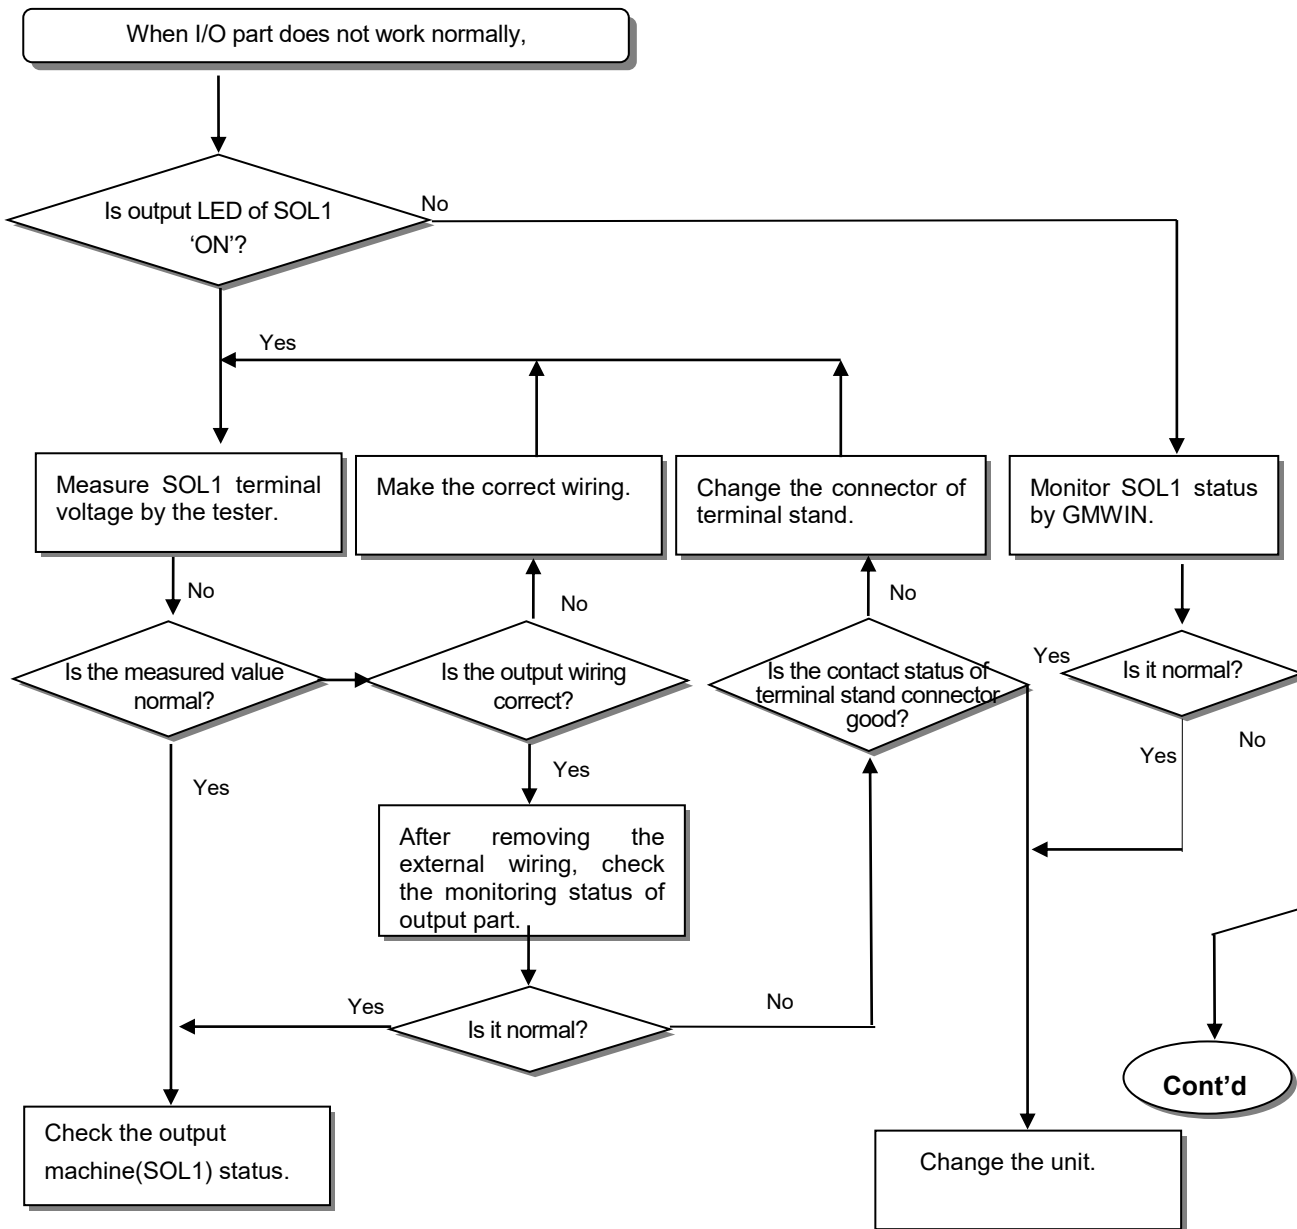 When I/O part does not work normally,
Is output LED of SOL1
‘ON’?
No
Yes
Measure SOL1 terminal
voltage by the tester.
Make the correct wiring.
Change the connector of
terminal stand.
Monitor SOL1 status
by GMWIN.
No
No
No
Is the measured value
normal?
Is the output wiring
correct?
Is the contact status of
terminal stand connector
good?
Yes
Is it normal?
Yes
Yes
Yes
No
After removing the
external wiring, check
the monitoring status of
output part.
Yes
Is it normal?
No
Cont’d
Check the output
machine(SOL1) status.
Change the unit.